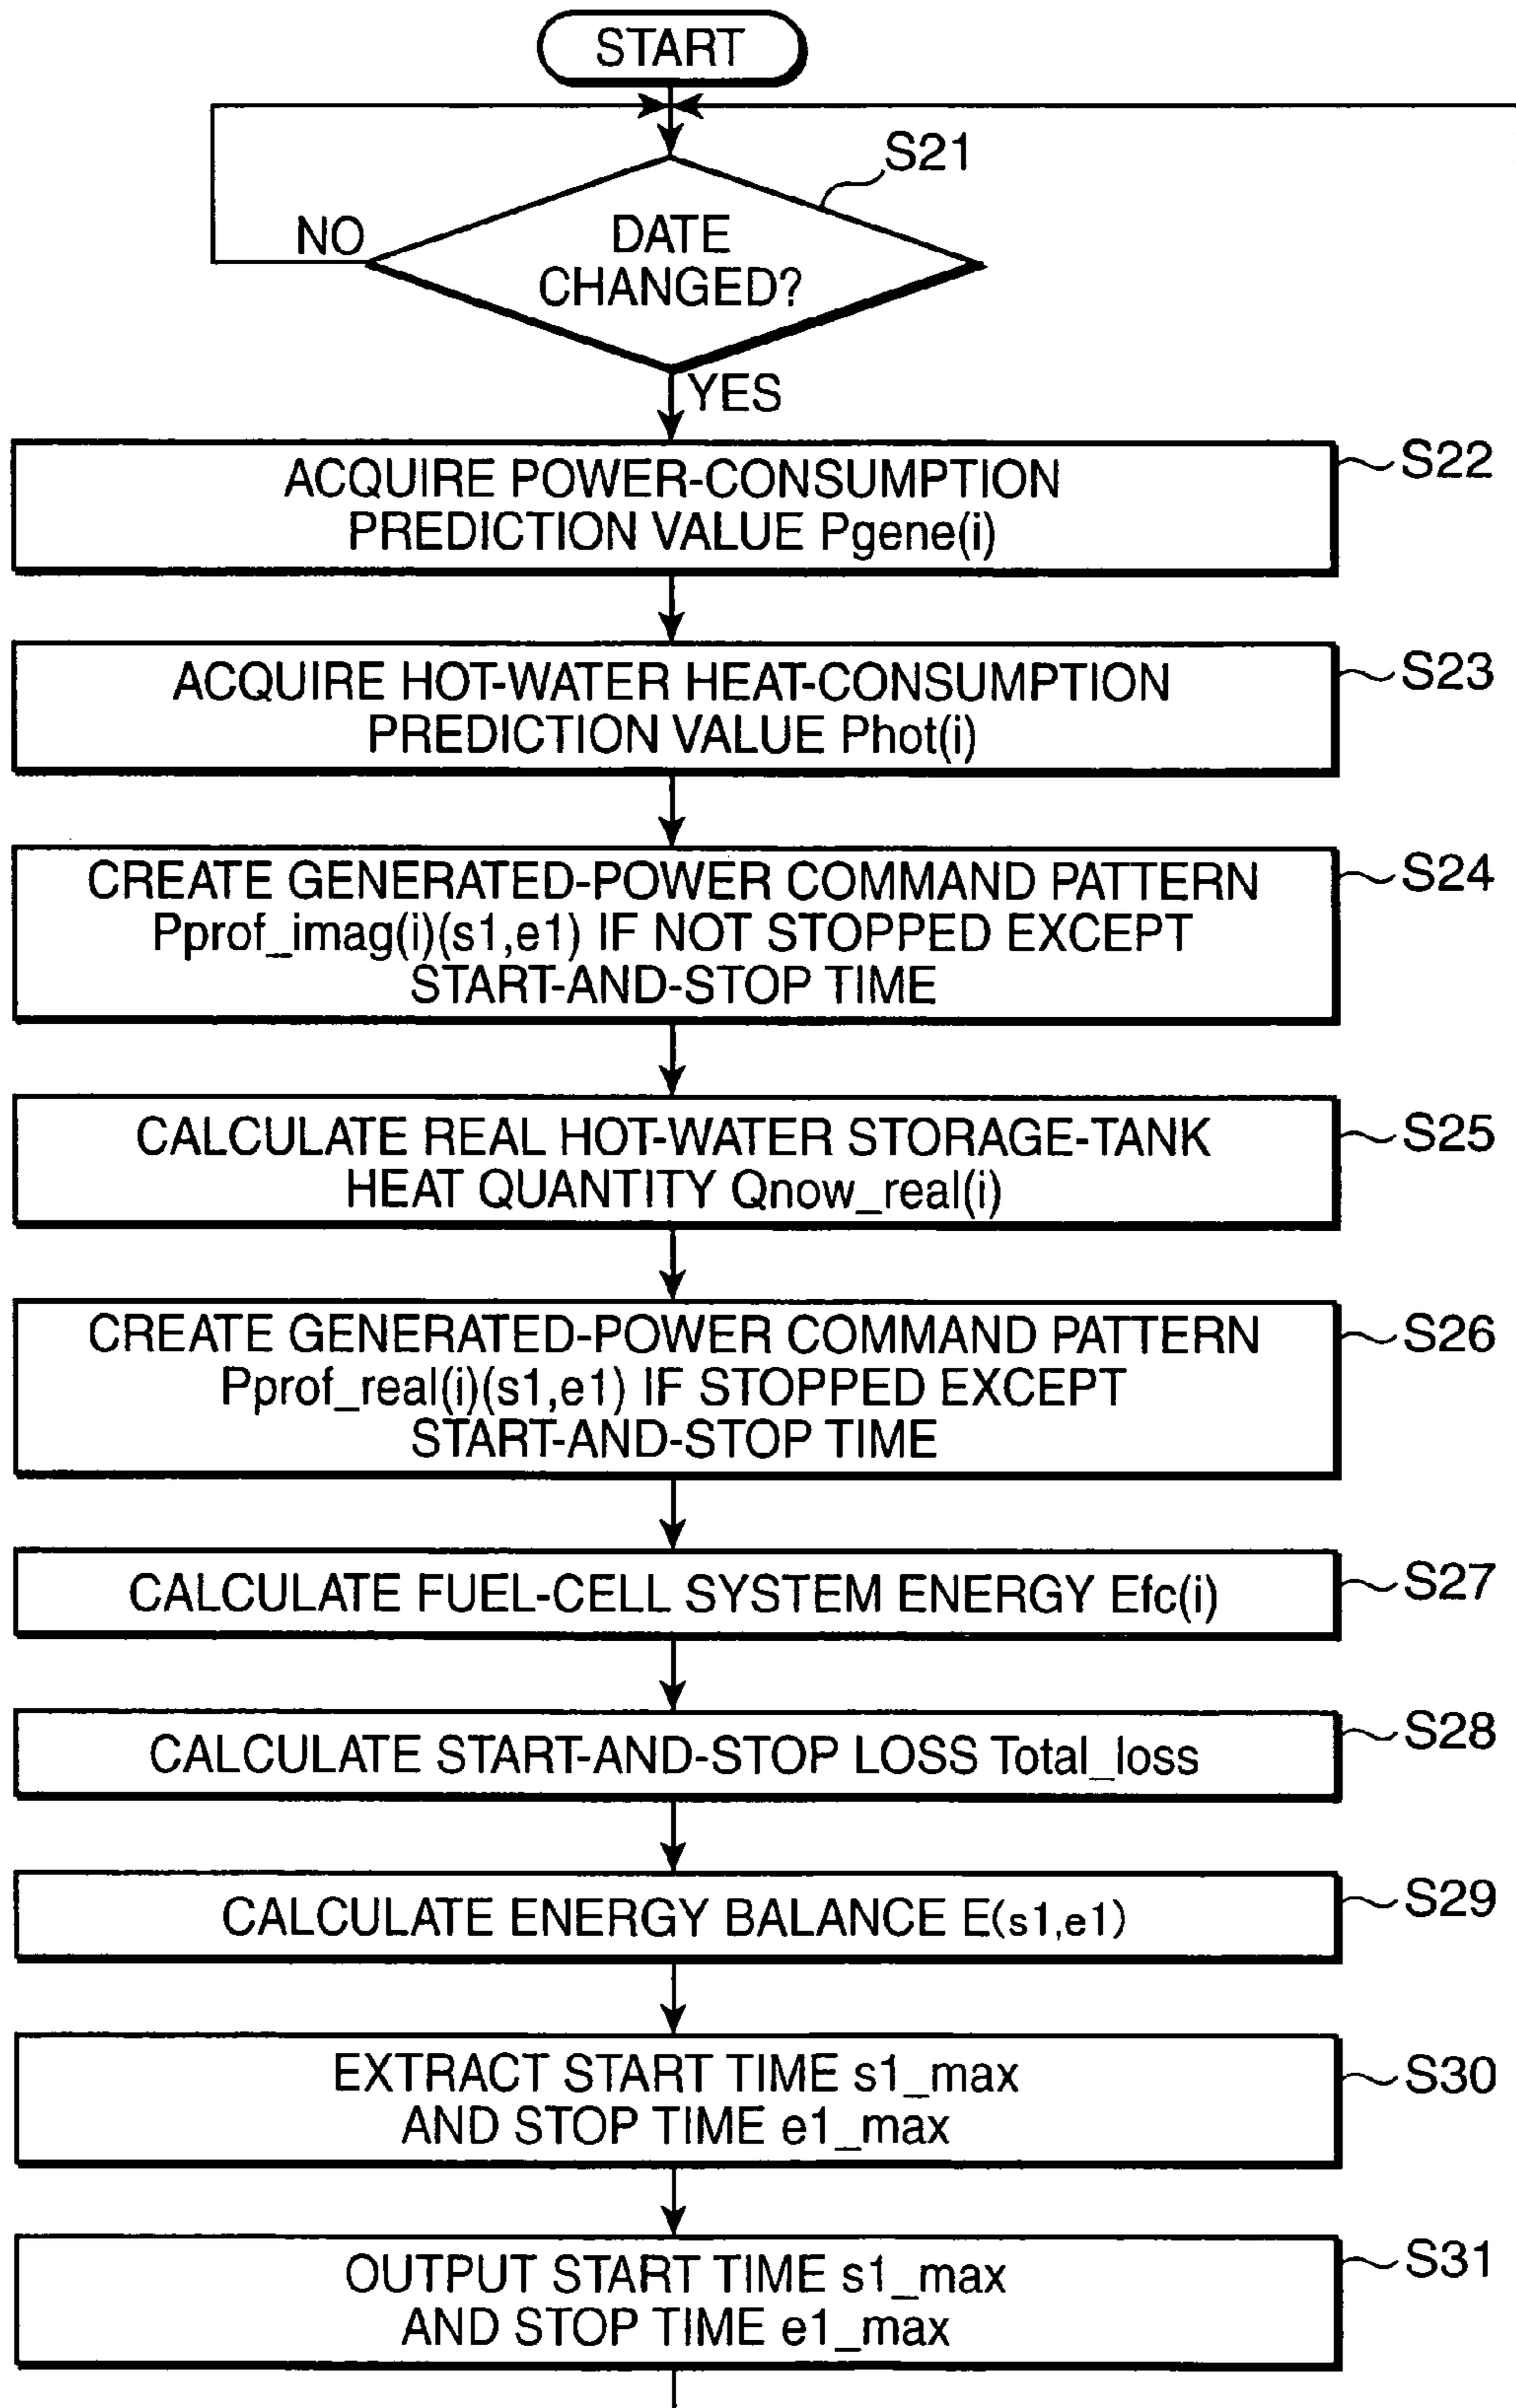 START
S21
NO
DATE
CHANGED?
YES
S22
ACQUIRE POWER-CONSUMPTION
PREDICTION VALUE Pgene(i)
S23
ACQUIRE HOT-WATER HEAT-CONSUMPTION
PREDICTION VALUE Phot(i)
S24
CREATE GENERATED-POWER COMMAND PATTERN
Pprof_imag(i)(s1,e1) IF NOT STOPPED EXCEPT
START-AND-STOP TIME
S25
CALCULATE REAL HOT-WATER STORAGE-TANK
HEAT QUANTITY Qnow_real(i)
S26
CREATE GENERATED-POWER COMMAND PATTERN
Pprof_real(i)(s1,e1) IF STOPPED EXCEPT
START-AND-STOP TIME
S27
CALCULATE FUEL-CELL SYSTEM ENERGY Efc(i)
S28
CALCULATE START-AND-STOP LOSS Total_loss
S29
CALCULATE ENERGY BALANCE E(s1,e1)
S30
EXTRACT START TIME s1_max
AND STOP TIME e1_max
S31
OUTPUT START TIME s1_max
AND STOP TIME e1_max